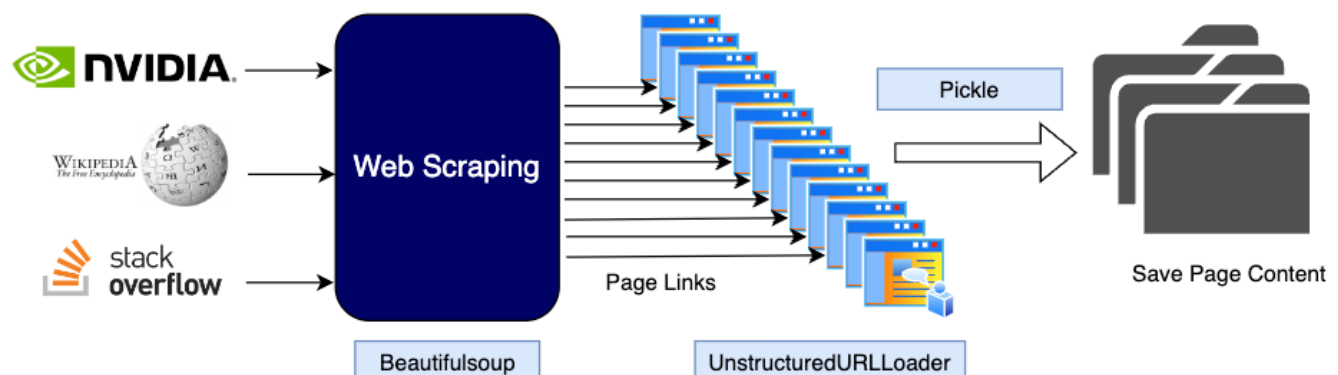 NVIDIA.
WIKIPEDIA
The Free Encyclopedia
stack
overflow
Web Scraping
Beautifulsoup
Page Links
UnstructuredURLLoader
Pickle
Save Page Content